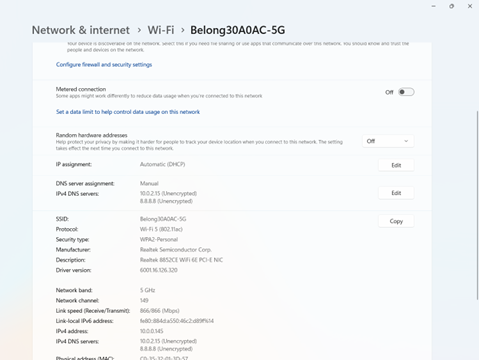 Network & internet > Wi-Fi > Belong30A0AC-5G
Your device is discoverable on the network. Select this if you need file sharing or use apps that communicate over this network. You should know and trust the
people and devices on the network.
Configure firewall and security settings
Metered connection
Some apps might work differently to reduce data usage when you're connected to this network
Off
Set a data limit to help control data usage on this network
Random hardware addresses
Help protect your privacy by making it harder for people to track your device location when you connect to this network. The setting
takes effect the next time you connect to this network.
Off
IP assignment: Automatic (DHCP)
Edit
DNS server assignment: Manual
IPv4 DNS servers: 10.0.2.15 (Unencrypted)
8.8.8.8 (Unencrypted)
Edit
SSID: Belong30A0AC-5G
Copy
Protocol: Wi-Fi 5 (802.11ac)
Security type: WPA2-Personal
Manufacturer: Realtek Semiconductor Corp.
Description: Realtek 8852CE WiFi 6E PCI-E NIC
Driver version: 6001.16.126.320
Network band: 5 GHz
Network channel: 149
Link speed (Receive/Transmit): 866/866 (Mbps)
Link-local IPv6 address:
IPv4 address: 10.0.0.145
IPv4 DNS servers: 10.0.2.15 (Unencrypted)
8.8.8.8 (Unencrypted)
Physical address (MAC):